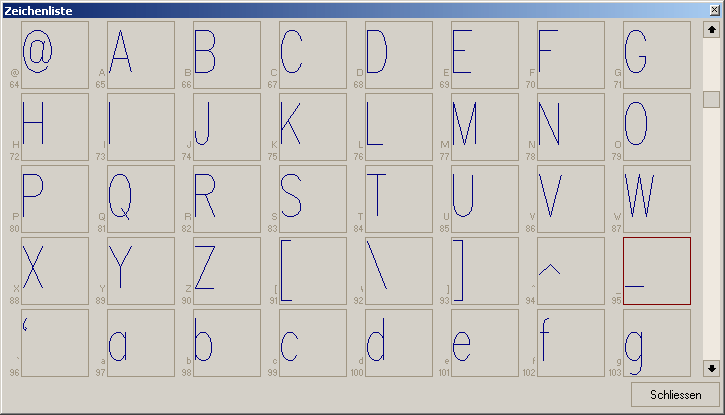 Zeichenliste
@ A B C D E F G
@ A B C D E F G
64 65 66 67 68 69 70 71
H I J K L M N O
H I J K L M N O
72 73 74 75 76 77 78 79
P Q R S T U V W
P Q R S T U V W
80 81 82 83 84 85 86 87
X Y Z [ \ ] ^ _
X Y Z [ \ ] ^ _
88 89 90 91 92 93 94 95
` a b c d e f g
` a b c d e f g
96 97 98 99 100 101 102 103
Schliessen